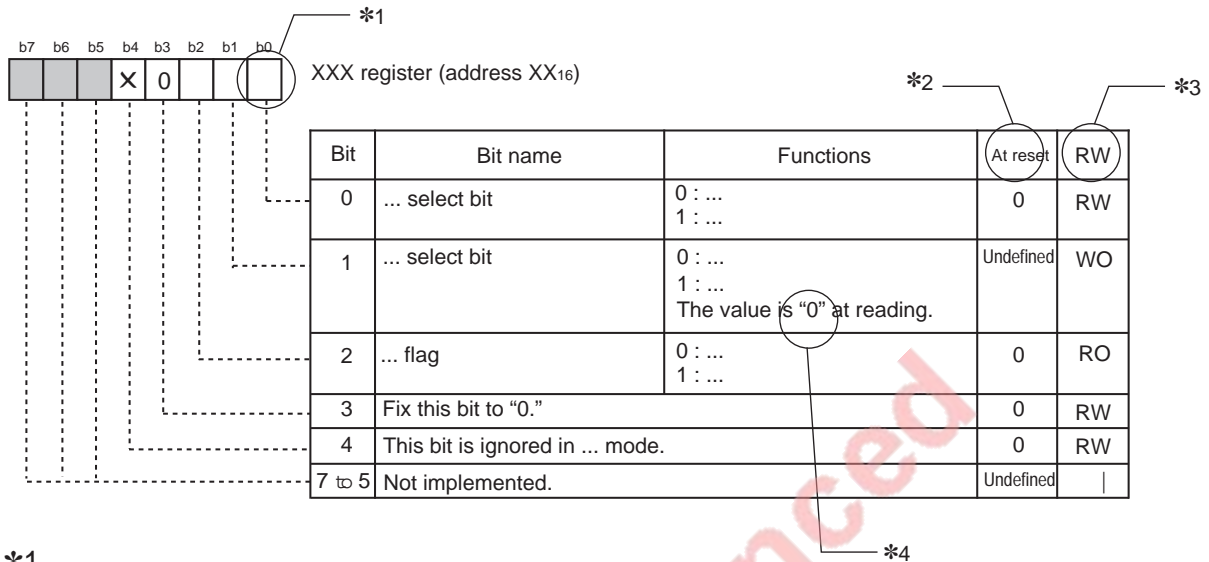 ✽1
b7 b6 b5 b4 b3 b2 b1 b0
X 0
XXX register (address XX₁₆)
✽2
✽3
Bit Bit name Functions At reset RW
0 ... select bit 0 : ... 0 RW
1 : ...
1 ... select bit 0 : ... Undefined WO
1 : ...
The value is “0” at reading.
2 ... flag 0 : ... 0 RO
1 : ...
3 Fix this bit to “0.” 0 RW
4 This bit is ignored in ... mode. 0 RW
7 to 5 Not implemented. Undefined |
✽4
✽1
nced